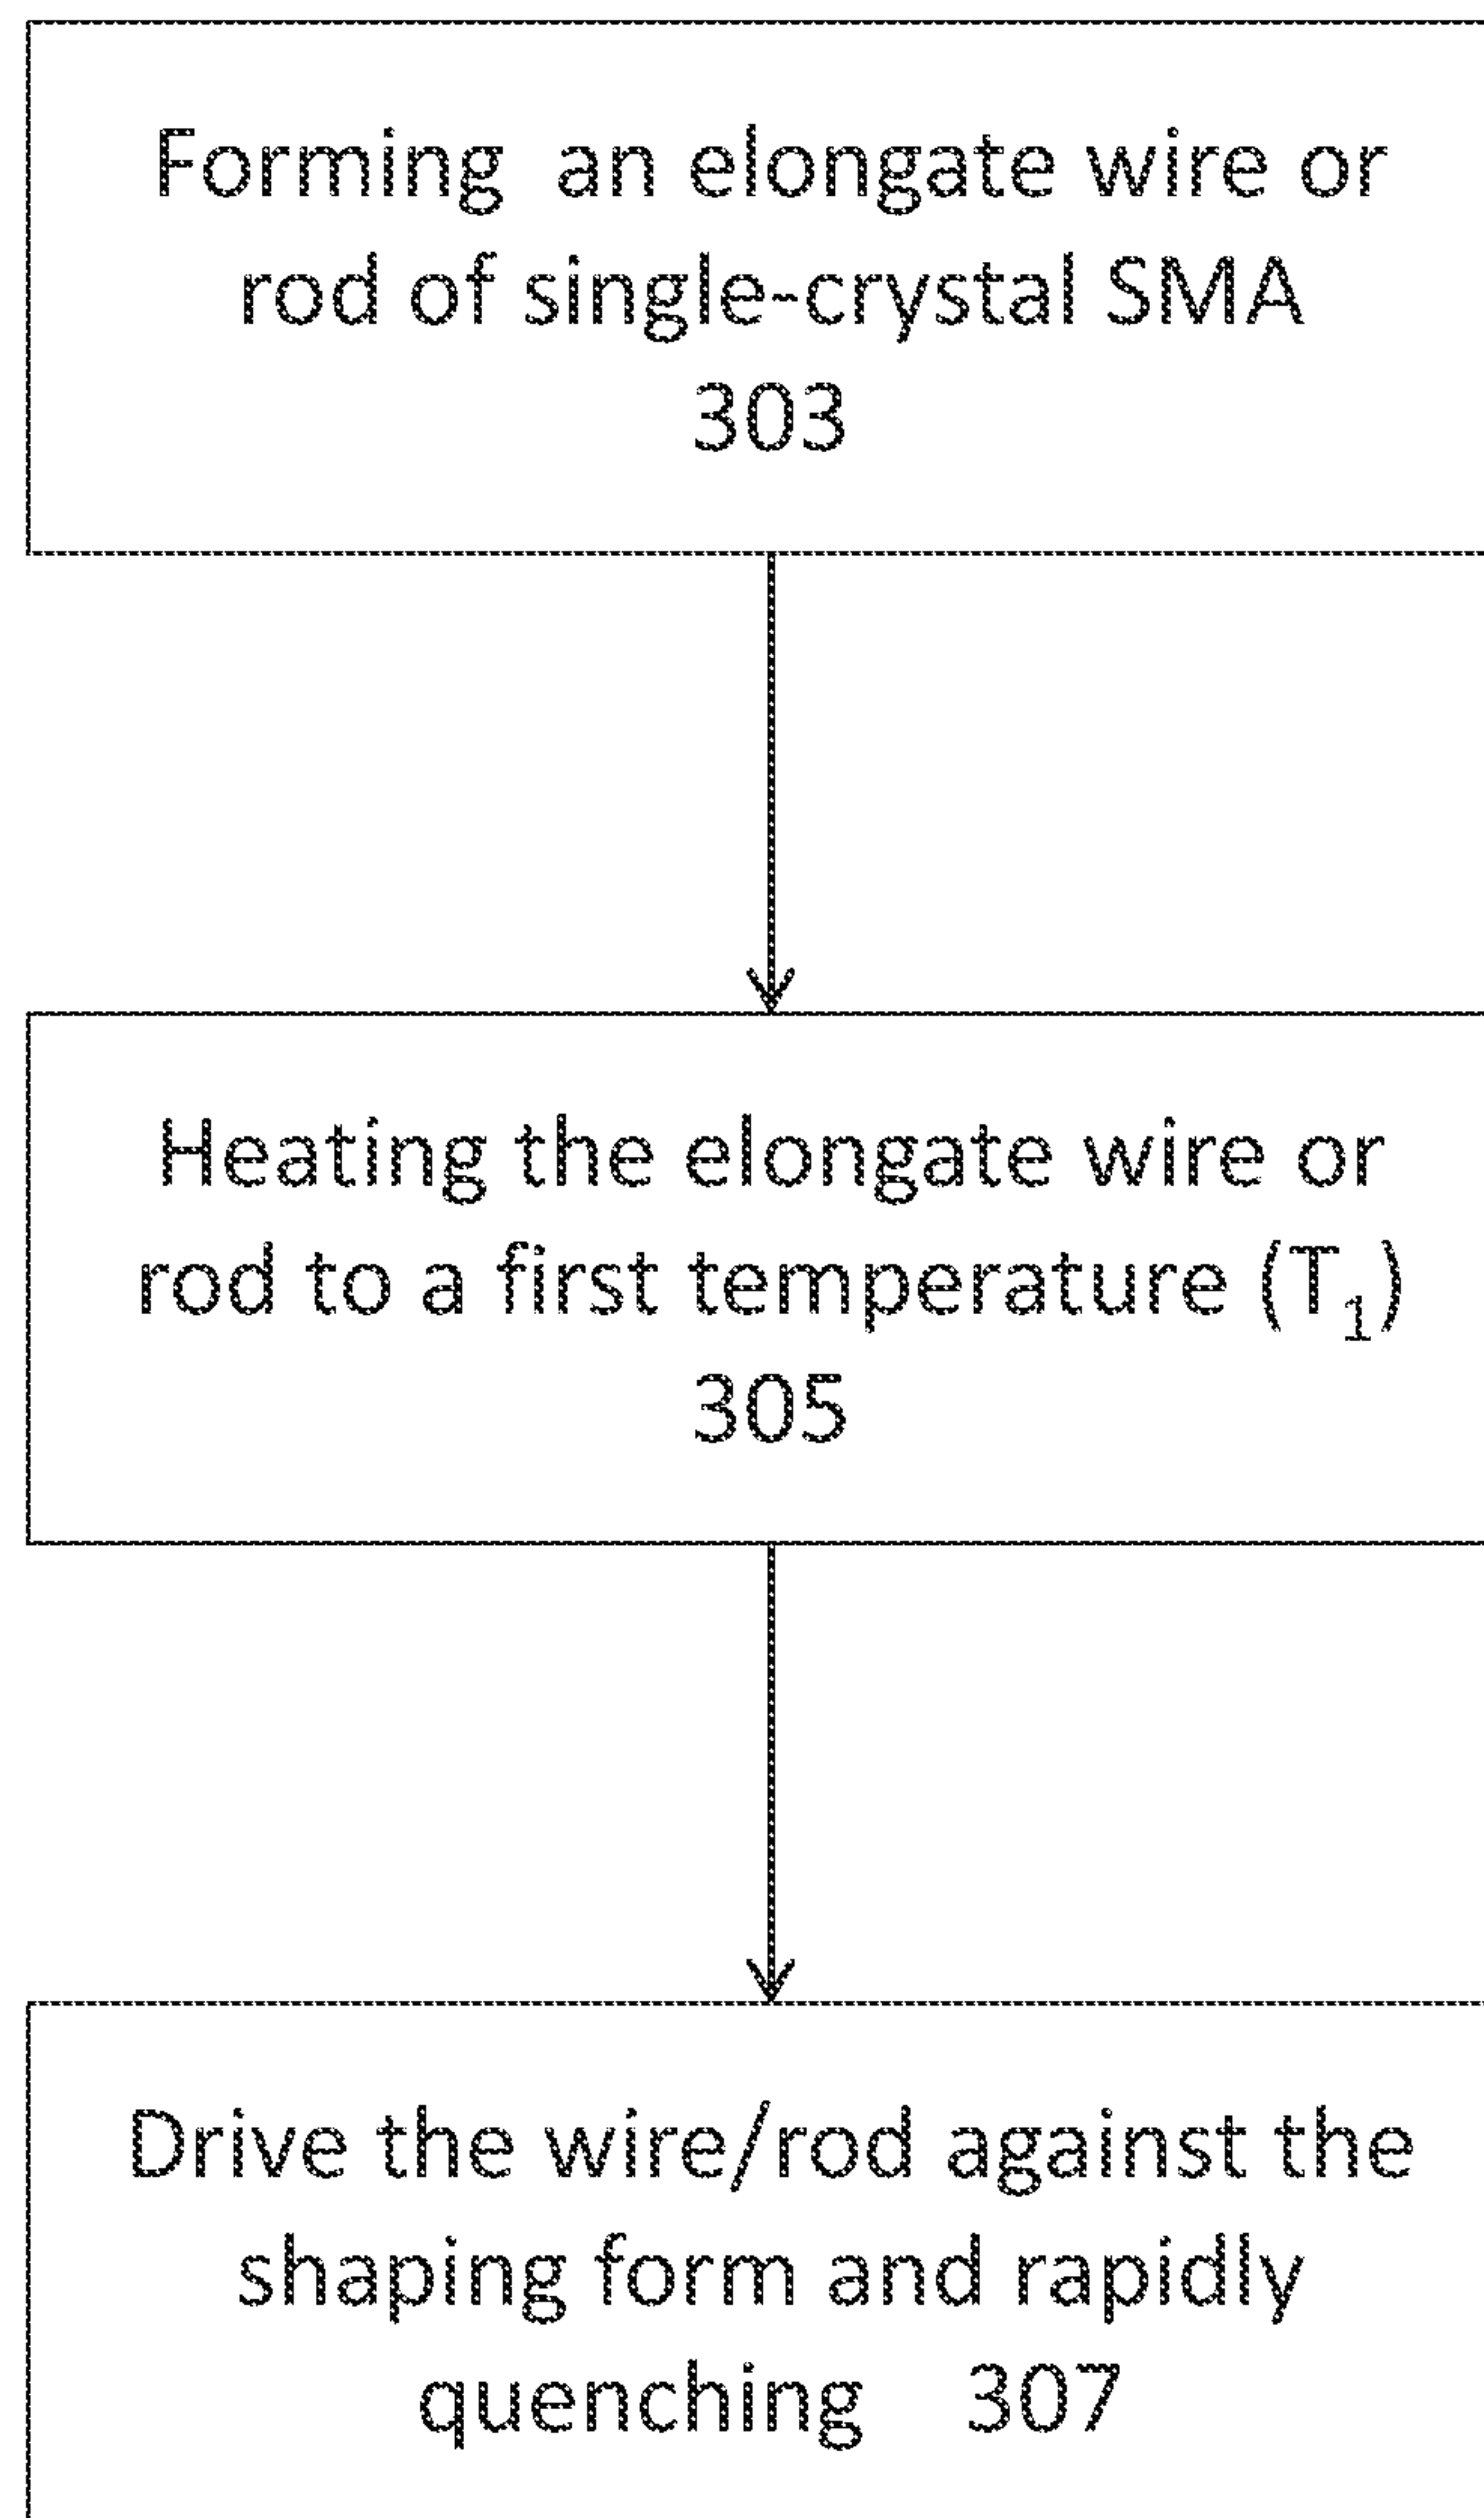 Forming an elongate wire or
rod of single-crystal SMA
303
Heating the elongate wire or
rod to a first temperature (T₁)
305
Drive the wire/rod against the
shaping form and rapidly
quenching 307